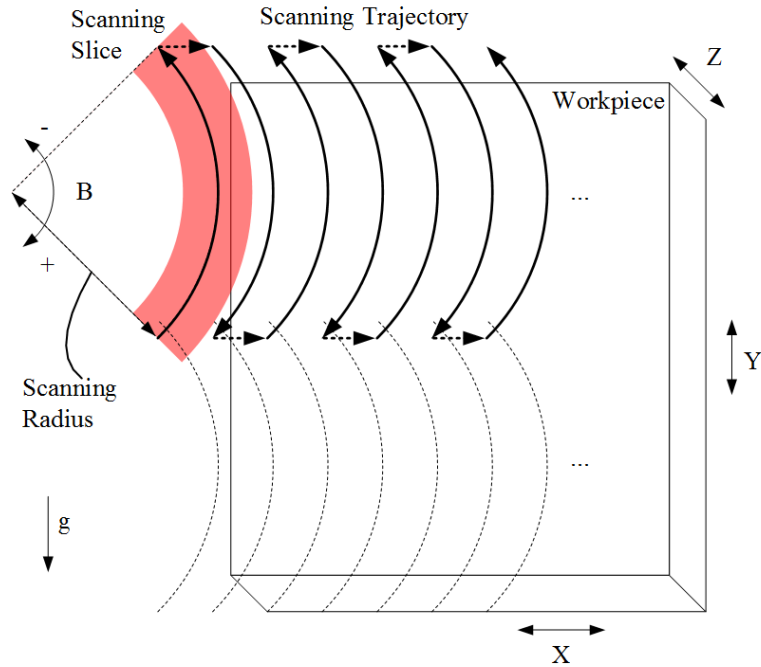 Scanning
Slice
Scanning Trajectory
Z
Workpiece
-
B
...
+
Y
Scanning
Radius
...
g
X